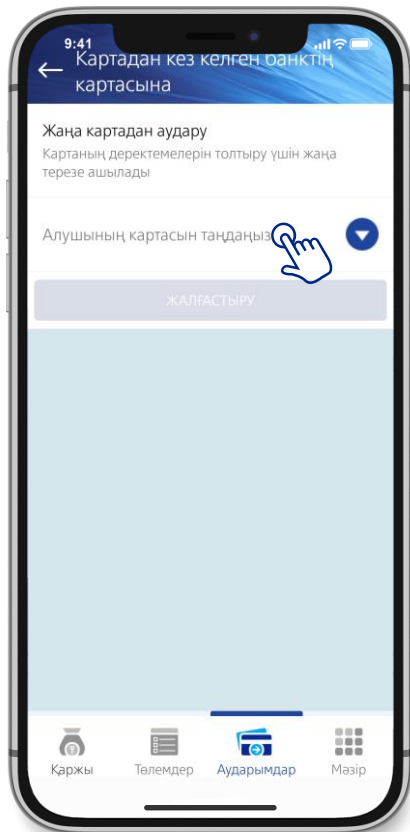 9:41
Картадан кез келген банктің
картасына
Жаңа картадан аудару
Картаның деректемелерін толтыру үшін жаңа
терезе ашылады
Алушының картасын таңдаңыз
ЖАЛҒАСТЫРУ
Қаржы
Төлемдер
Аударымдар
Мәзір